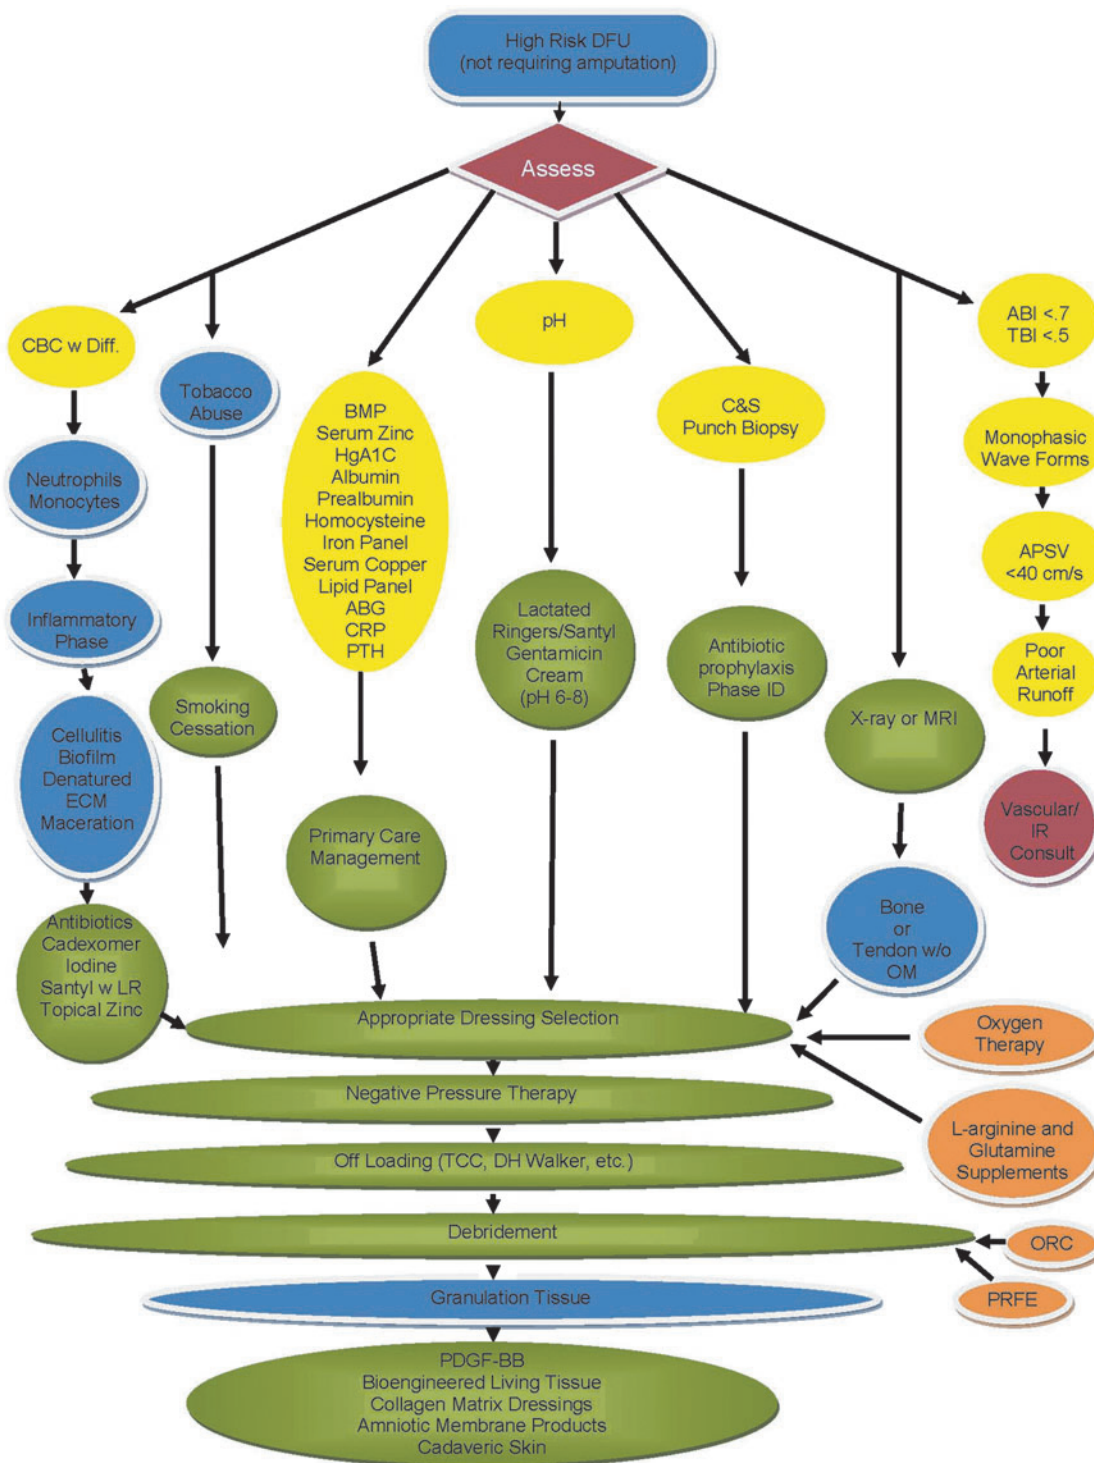 High Risk DFU
(not requiring amputation)
Assess
CBC w Diff.
Neutrophils
Monocytes
Inflammatory
Phase
Cellulitis
Biofilm
Denatured
ECM
Maceration
Antibiotics
Cadexomer
Iodine
Santyl w LR
Topical Zinc
Tobacco
Abuse
Smoking
Cessation
BMP
Serum Zinc
HgA1C
Albumin
Prealbumin
Homocysteine
Iron Panel
Serum Copper
Lipid Panel
ABG
CRP
PTH
Primary Care
Management
pH
Lactated
Ringers/Santyl
Gentamicin
Cream
(pH 6-8)
C&S
Punch Biopsy
Antibiotic
prophylaxis
Phase ID
X-ray or MRI
Bone
or
Tendon w/o
OM
ABI <.7
TBI <.5
Monophasic
Wave Forms
APSV
<40 cm/s
Poor
Arterial
Runoff
Vascular/
IR
Consult
Appropriate Dressing Selection
Oxygen
Therapy
L-arginine and
Glutamine
Supplements
Negative Pressure Therapy
Off Loading (TCC, DH Walker, etc.)
Debridement
ORC
PRFE
Granulation Tissue
PDGF-BB
Bioengineered Living Tissue
Collagen Matrix Dressings
Amniotic Membrane Products
Cadaveric Skin